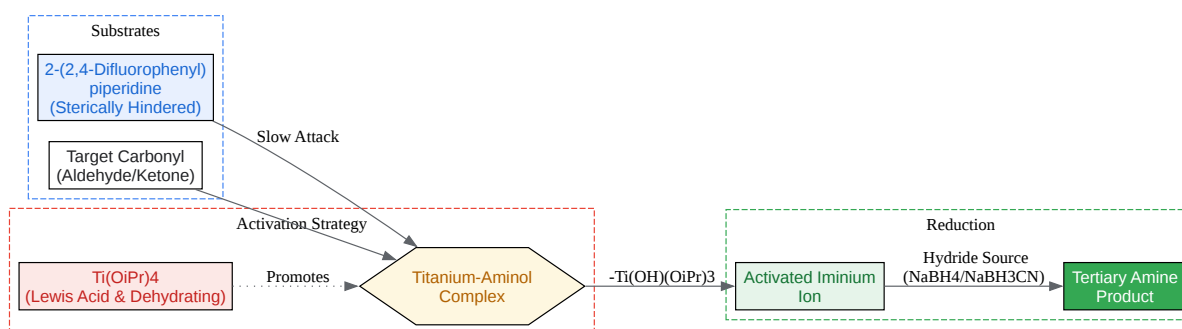 Substrates
2-(2,4-Difluorophenyl)
piperidine
(Sterically Hindered)
Slow Attack
Target Carbonyl
(Aldehyde/Ketone)
Activation Strategy
Ti(OiPr)4
(Lewis Acid & Dehydrating)
Promotes
Titanium-Aminol
Complex
-Ti(OH)(OiPr)3
Reduction
Activated Iminium
Ion
Hydride Source
(NaBH4/NaBH3CN)
Tertiary Amine
Product